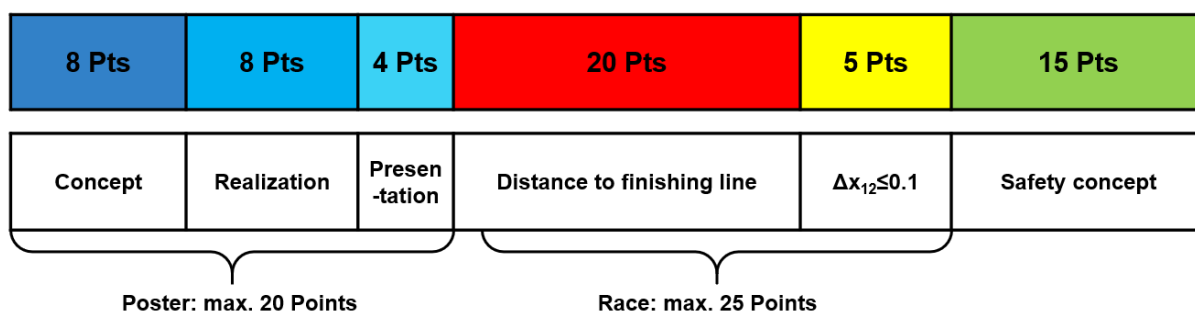 8 Pts
8 Pts
4 Pts
20 Pts
5 Pts
15 Pts
Concept
Realization
Presen
-tation
Distance to finishing line
Δx₁₂≤0.1
Safety concept
Poster: max. 20 Points
Race: max. 25 Points